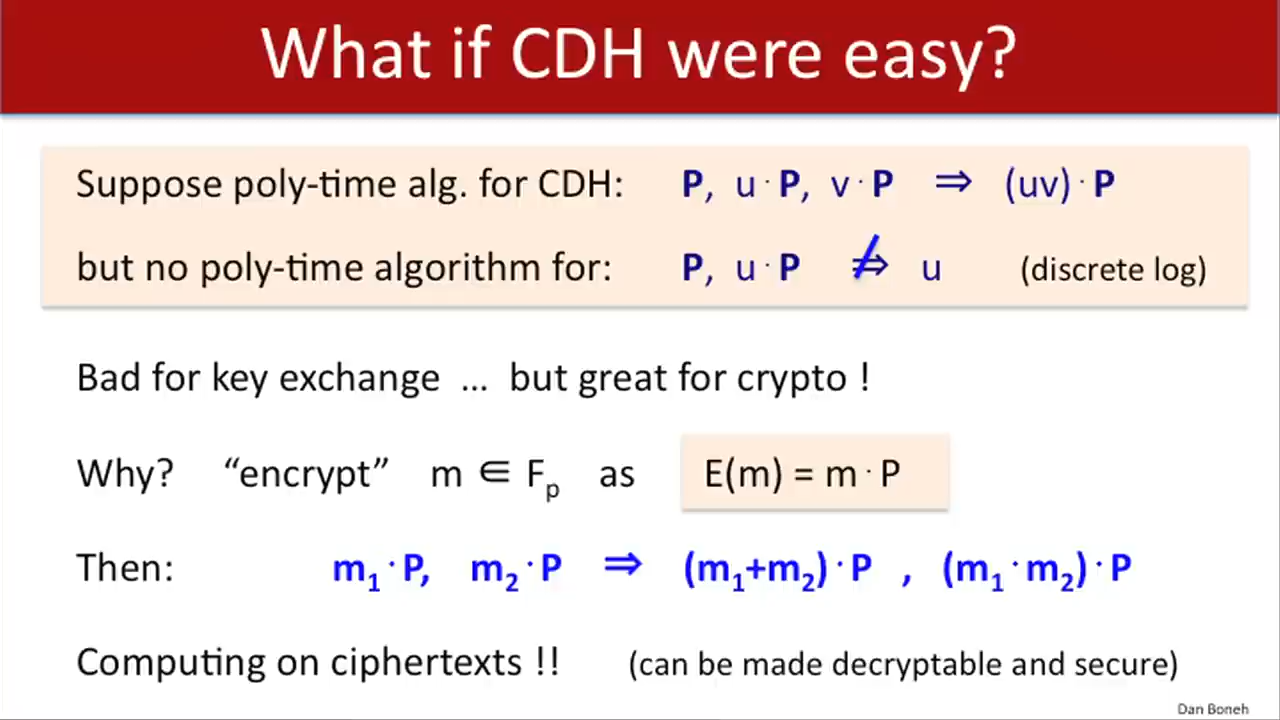 What if CDH were easy?
Suppose poly-time alg. for CDH: P, u · P, v · P ⇒ (uv) · P
but no poly-time algorithm for: P, u · P ⇏ u (discrete log)
Bad for key exchange … but great for crypto !
Why? “encrypt” m ∈ Fₚ as E(m) = m · P
Then: m₁ · P, m₂ · P ⇒ (m₁+m₂) · P , (m₁ · m₂) · P
Computing on ciphertexts !! (can be made decryptable and secure)
Dan Boneh